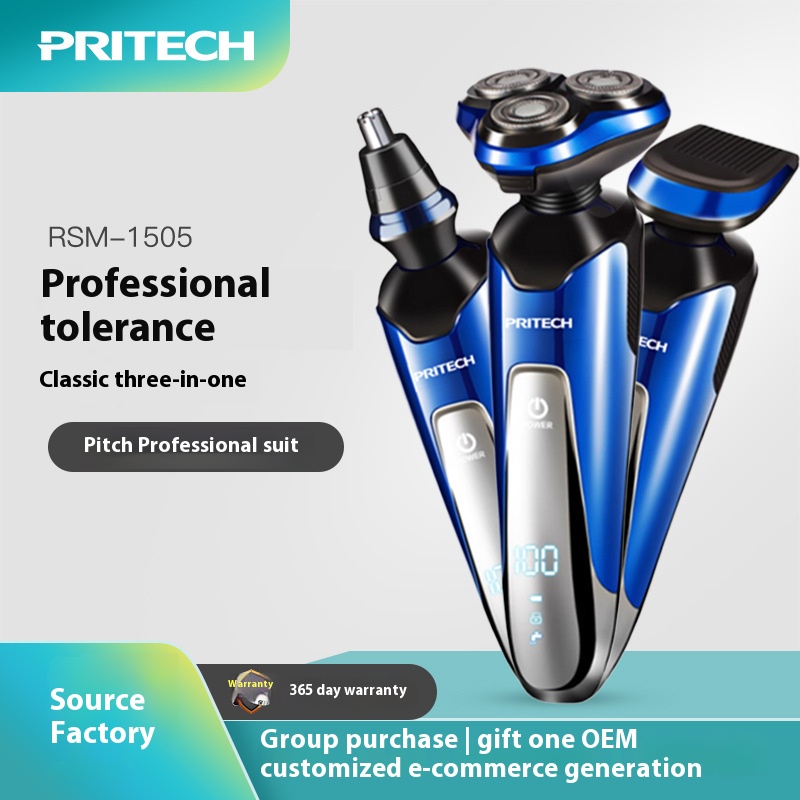 PRITECH
RSM-1505
Professional
tolerance
Classic three-in-one
Pitch Professional suit
PRITECH
PRITECH
POWER
100
Warranty
365 day warranty
Source
Factory
Group purchase | gift one OEM
customized e-commerce generation